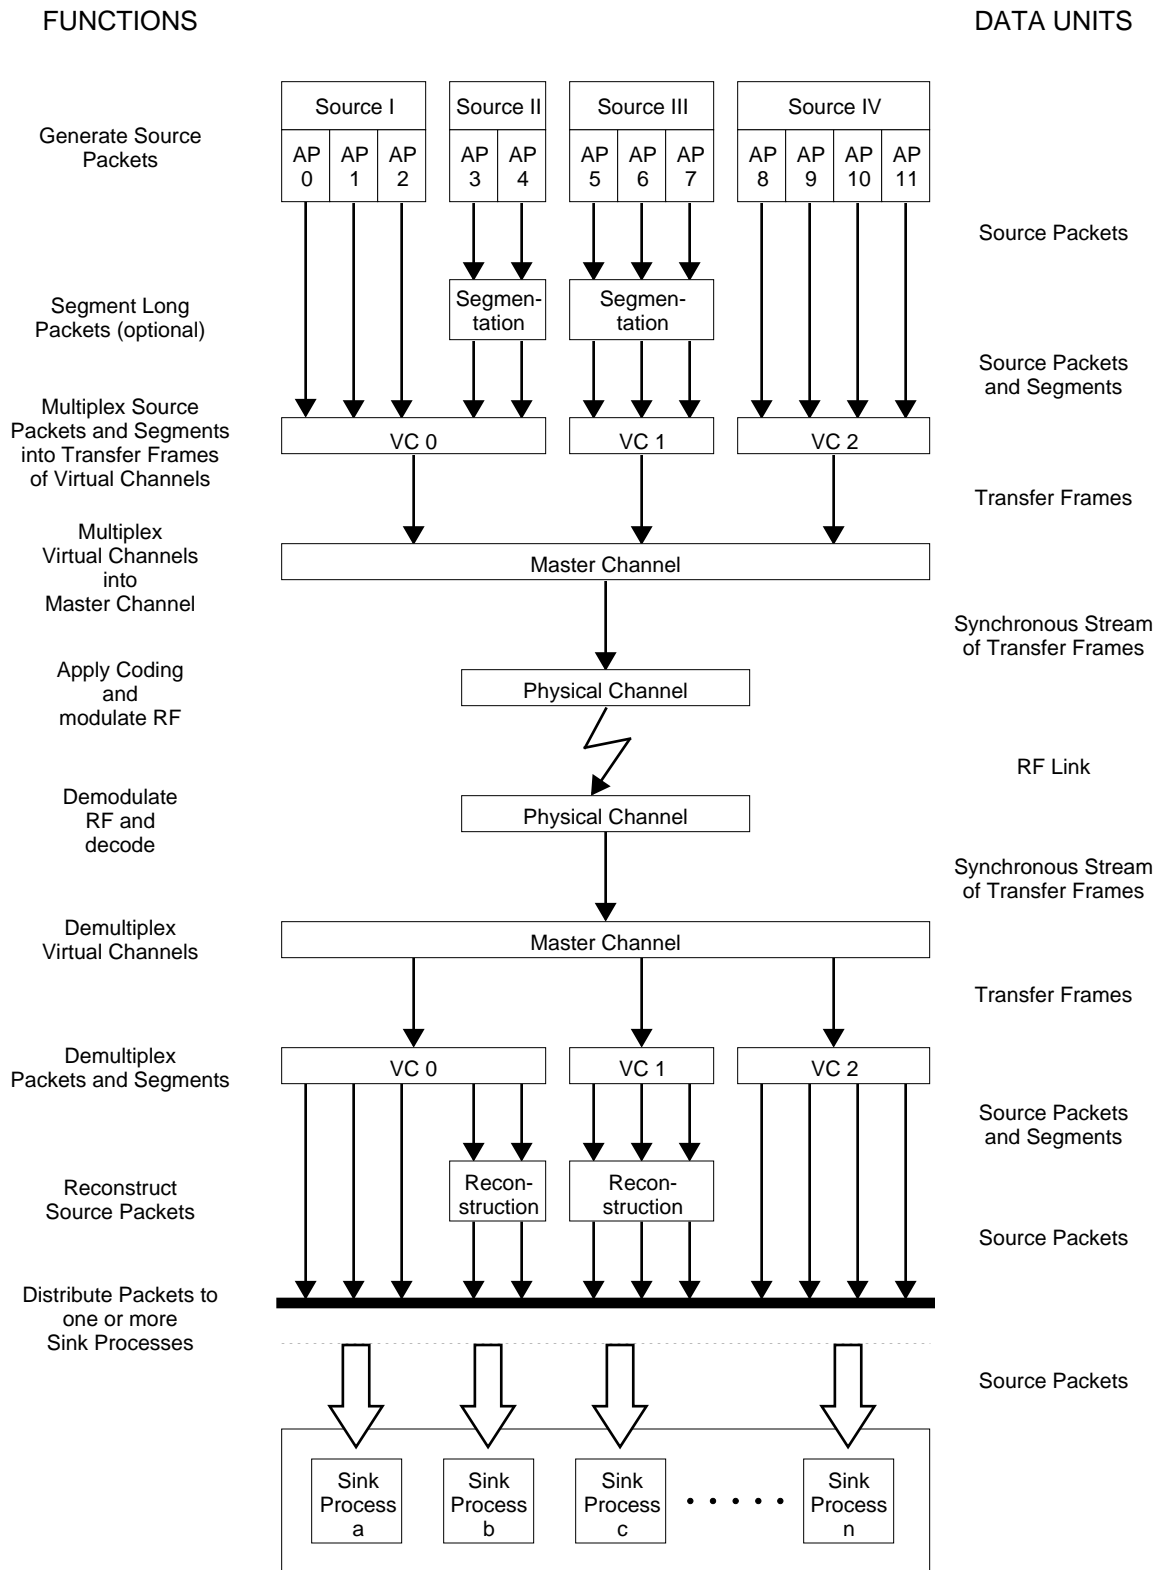 FUNCTIONS
DATA UNITS
Source I
Source II
Source III
Source IV
Generate Source
Packets
AP
0
AP
1
AP
2
AP
3
AP
4
AP
5
AP
6
AP
7
AP
8
AP
9
AP
10
AP
11
Source Packets
Segment Long
Packets (optional)
Segmen-
tation
Segmen-
tation
Source Packets
and Segments
Multiplex Source
Packets and Segments
into Transfer Frames
of Virtual Channels
VC 0
VC 1
VC 2
Transfer Frames
Multiplex
Virtual Channels
into
Master Channel
Master Channel
Synchronous Stream
of Transfer Frames
Apply Coding
and
modulate RF
Physical Channel
RF Link
Demodulate
RF and
decode
Physical Channel
Synchronous Stream
of Transfer Frames
Demultiplex
Virtual Channels
Master Channel
Transfer Frames
Demultiplex
Packets and Segments
VC 0
VC 1
VC 2
Source Packets
and Segments
Reconstruct
Source Packets
Recon-
struction
Recon-
struction
Source Packets
Distribute Packets to
one or more
Sink Processes
Source Packets
Sink
Process
a
Sink
Process
b
Sink
Process
c
. . . . .
Sink
Process
n